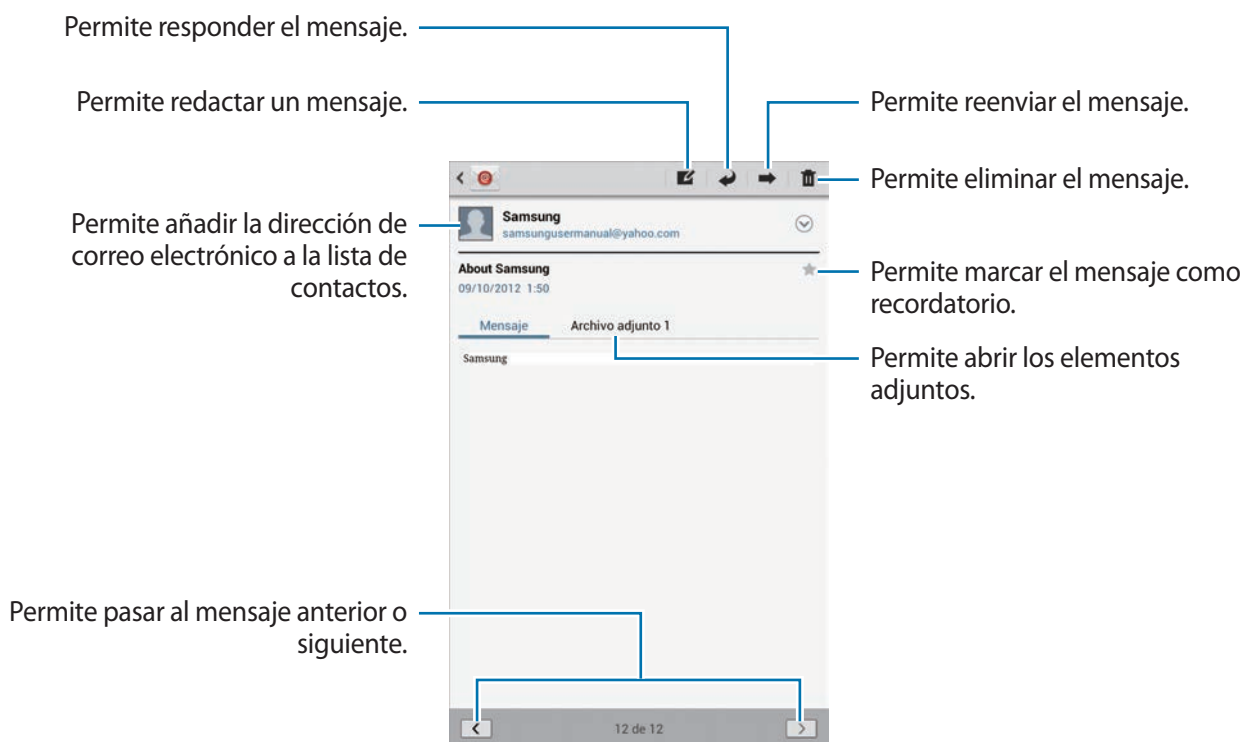 Permite responder el mensaje.
Permite redactar un mensaje.
Permite reenviar el mensaje.
Permite eliminar el mensaje.
Permite añadir la dirección de
correo electrónico a la lista de
contactos.
Samsung
samsungusermanual@yahoo.com
About Samsung
09/10/2012 1:50
Permite marcar el mensaje como
recordatorio.
Mensaje
Archivo adjunto 1
Samsung
Permite abrir los elementos
adjuntos.
Permite pasar al mensaje anterior o
siguiente.
12 de 12